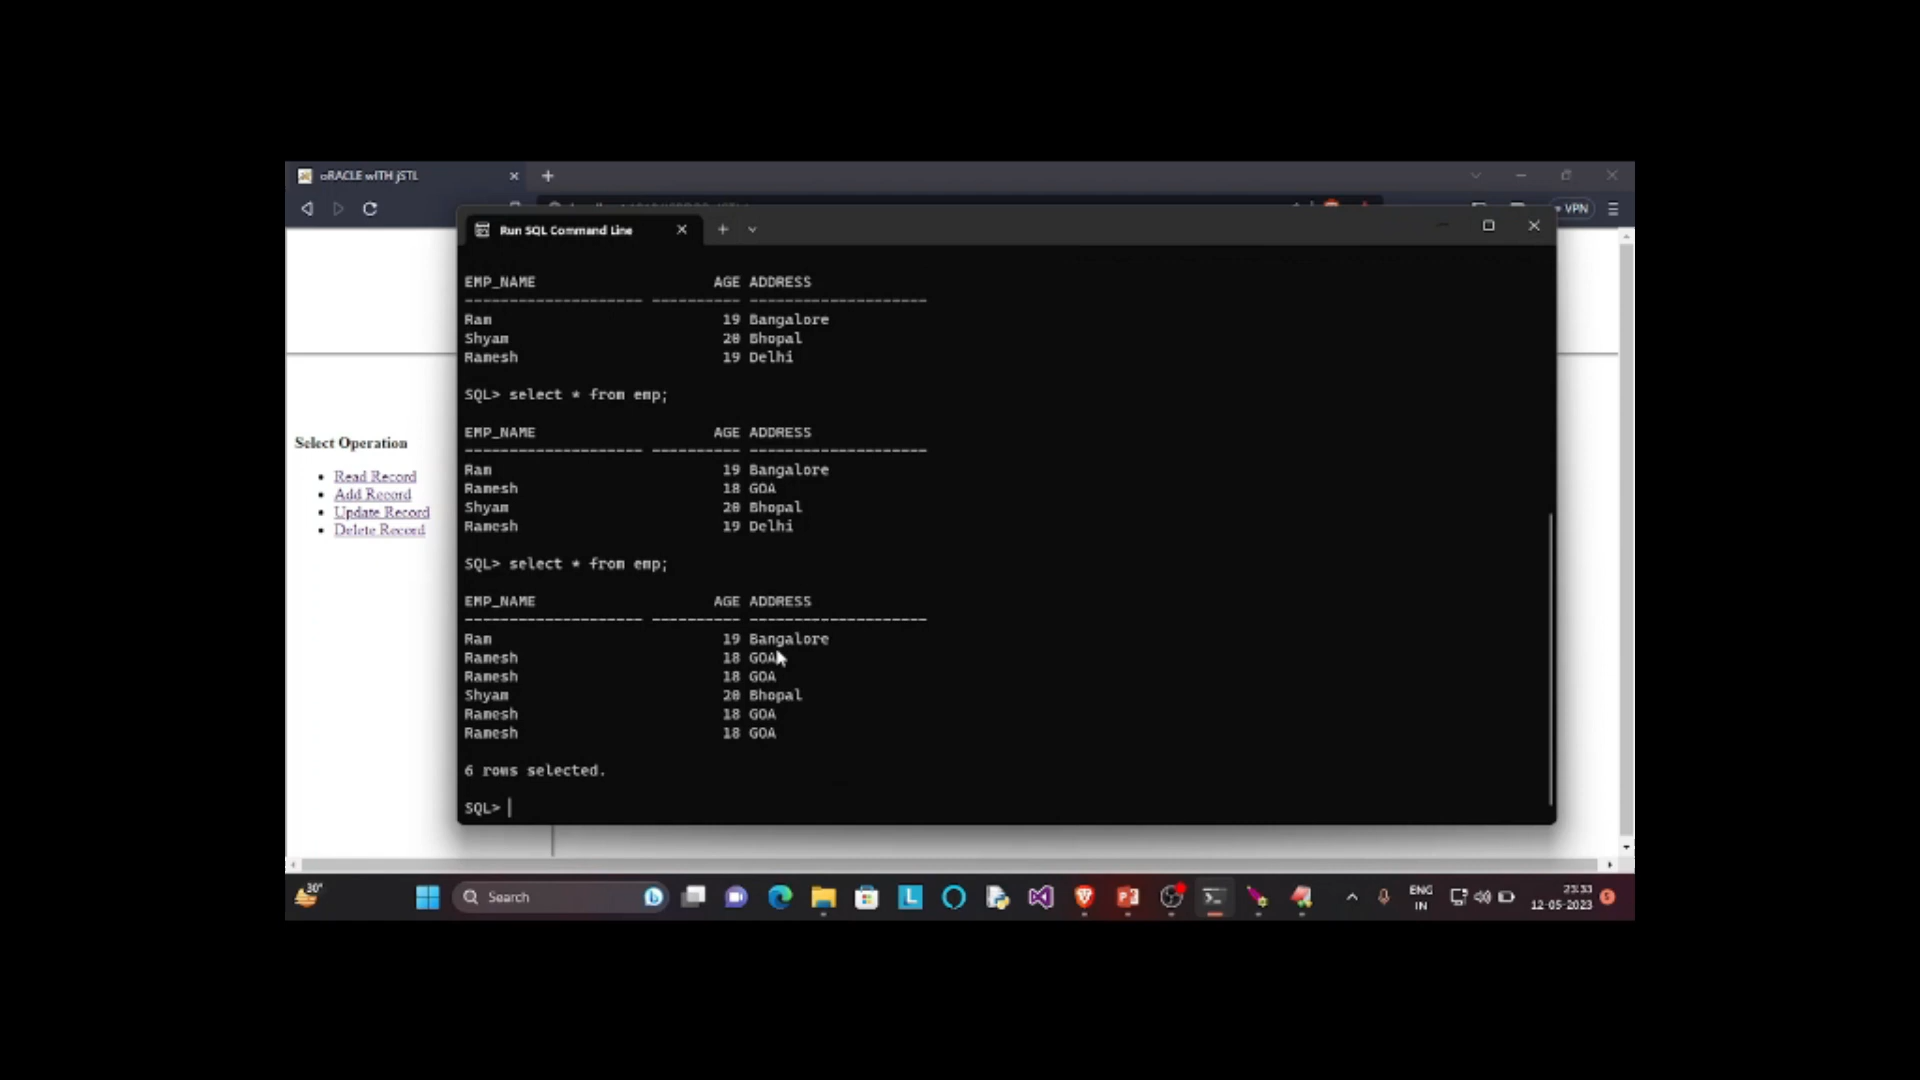 oRACLE wITH jSTL
VPN
Run SQL Command Line
EMP_NAME AGE ADDRESS
-------------------- ---------- --------------------
Ram 19 Bangalore
Shyam 20 Bhopal
Ramesh 19 Delhi
SQL> select * from emp;
EMP_NAME AGE ADDRESS
-------------------- ---------- --------------------
Ram 19 Bangalore
Ramesh 18 GOA
Shyam 20 Bhopal
Ramesh 19 Delhi
SQL> select * from emp;
EMP_NAME AGE ADDRESS
-------------------- ---------- --------------------
Ram 19 Bangalore
Ramesh 18 GOA
Ramesh 18 GOA
Shyam 20 Bhopal
Ramesh 18 GOA
Ramesh 18 GOA
6 rows selected.
SQL>
Select Operation
Read Record
Add Record
Update Record
Delete Record
30°
Search
ENG
IN
23:33
12-05-2023